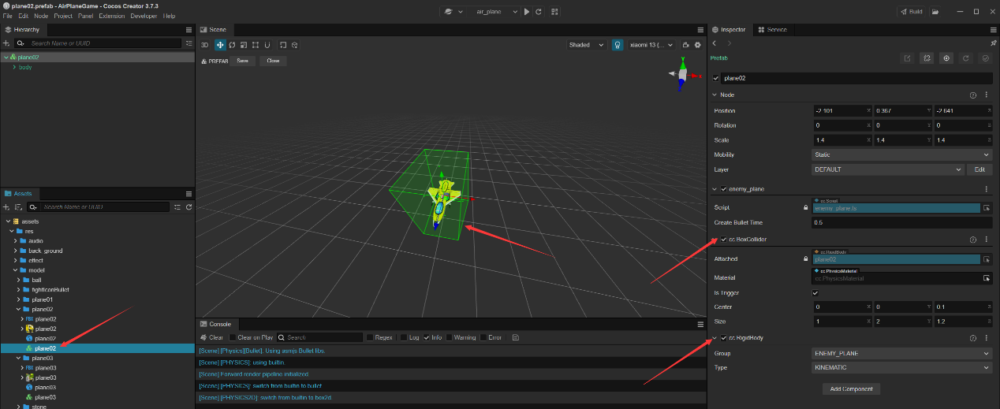 plane02.prefab - AirPlaneGame - Cocos Creator 3.7.3
File Edit Node Project Panel Extension Developer Help
air_plane
Build
Hierarchy
Search Name or UUID
plane02
body
Assets
Search Name or UUID
assets
res
audio
back_ground
effect
model
ball
fightIconBullet
plane01
plane02
FBX plane02
plane02
plane02
plane02
plane03
FBX plane03
plane03
plane03
plane03
stone
Scene
3D
Shaded
xiaomi 13 (...
PREFAB Save Close
Y
X
Console
Clear Clear on Play Search Regex Log Info Warning Error
[Scene] [Physics][Bullet]: Using asmjs Bullet libs.
[Scene] [PHYSICS]: using builtin.
[Scene] Forward render pipeline initialized.
[Scene] [PHYSICS]: switch from builtin to bullet
[Scene] [PHYSICS2D]: switch from builtin to box2d.
Inspector Service
Prefab
plane02
Node
Position -2.101 X 0.367 Y -2.641 Z
Rotation 0 X 0 Y 0 Z
Scale 1.4 X 1.4 Y 1.4 Z
Mobility Static
Layer DEFAULT Edit
enemy_plane
cc.Script
Script enemy_plane.ts
Create Bullet Time 0.5
cc.BoxCollider
cc.RigidBody
Attached plane02
cc.PhysicsMaterial
Material cc.PhysicsMaterial
Is Trigger
Center 0 X 0 Y 0.1 Z
Size 1 X 2 Y 1.2 Z
cc.RigidBody
Group ENEMY_PLANE
Type KINEMATIC
Add Component